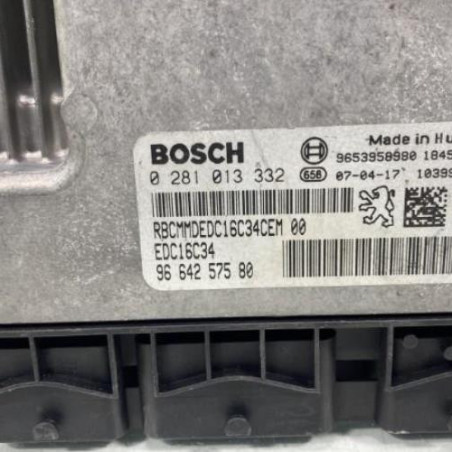 Made in Hu
BOSCH 9653958980 1845
0 281 013 332 658 07-04-17 10399
RBCMMDEDC16C34CEM 00
EDC16C34
96 642 575 80